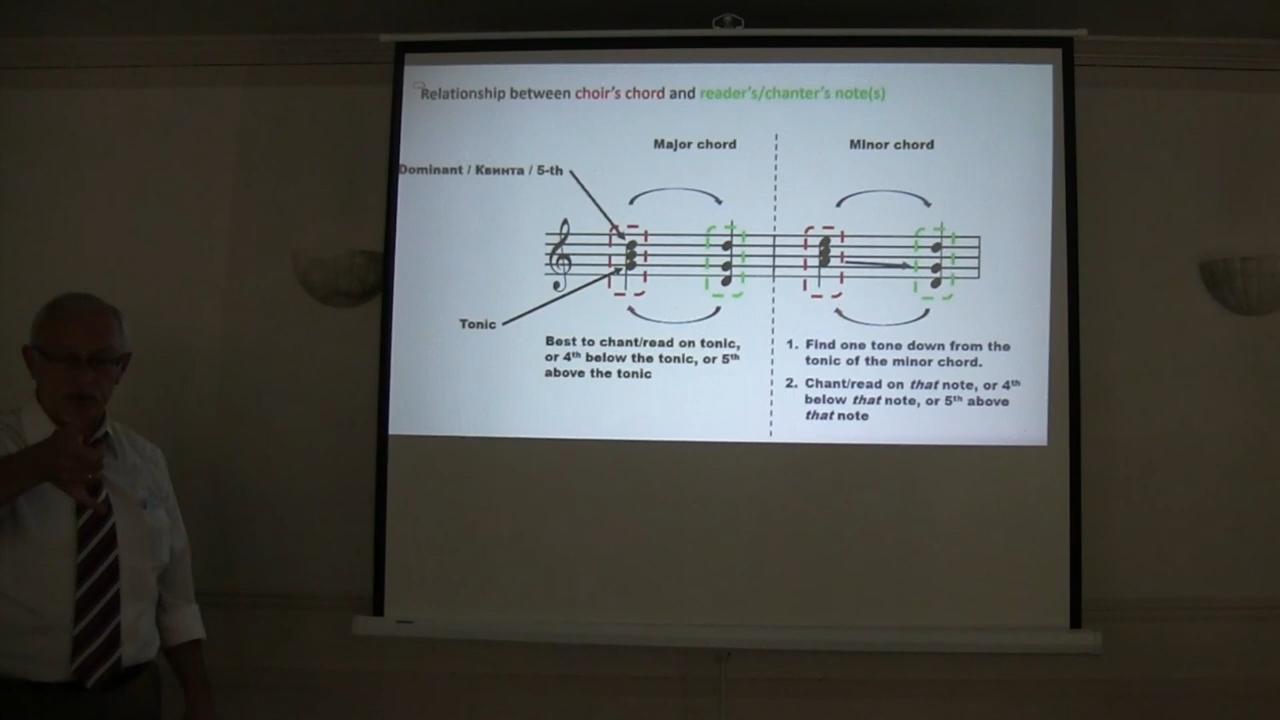 Relationship between choir's chord and reader's/chanter's note(s)
Major chord
Minor chord
Dominant / Квинта / 5-th
Tonic
Best to chant/read on tonic,
or 4th below the tonic, or 5th
above the tonic
1. Find one tone down from the
tonic of the minor chord.
2. Chant/read on that note, or 4th
below that note, or 5th above
that note